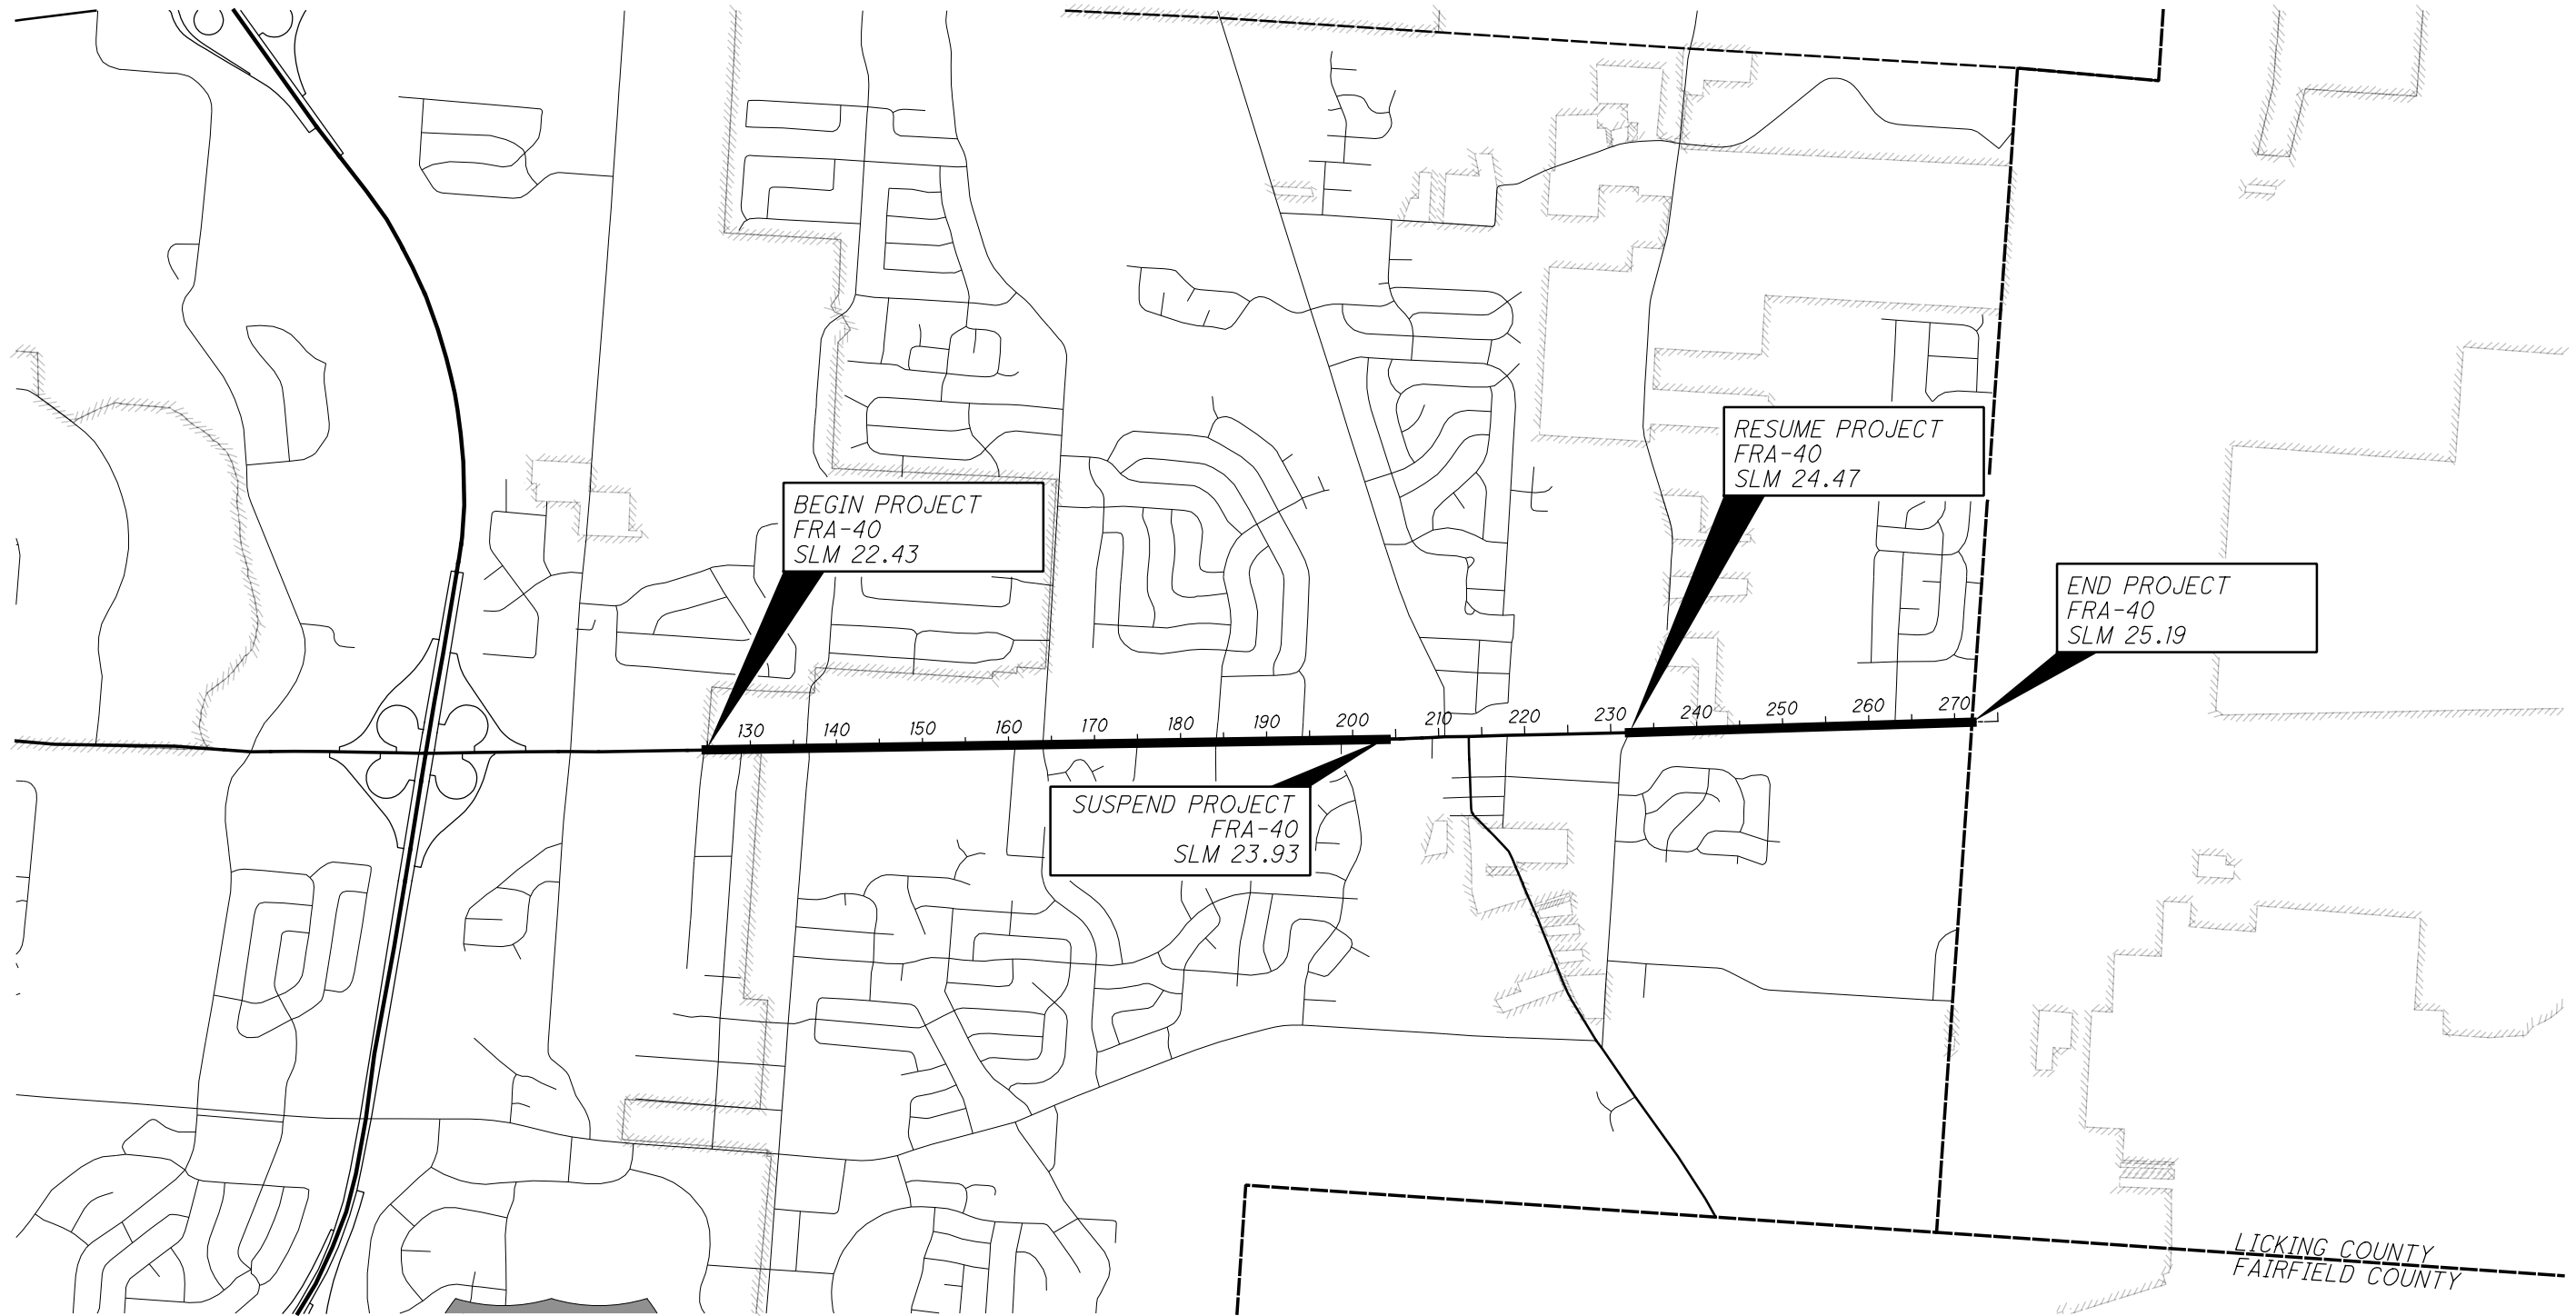 RESUME PROJECT
FRA-40
SLM 24.47
BEGIN PROJECT
FRA-40
SLM 22.43
END PROJECT
FRA-40
SLM 25.19
130 140 150 160 170 180 190 200 210 220 230 240 250 260 270
SUSPEND PROJECT
FRA-40
SLM 23.93
LICKING COUNTY
FAIRFIELD COUNTY